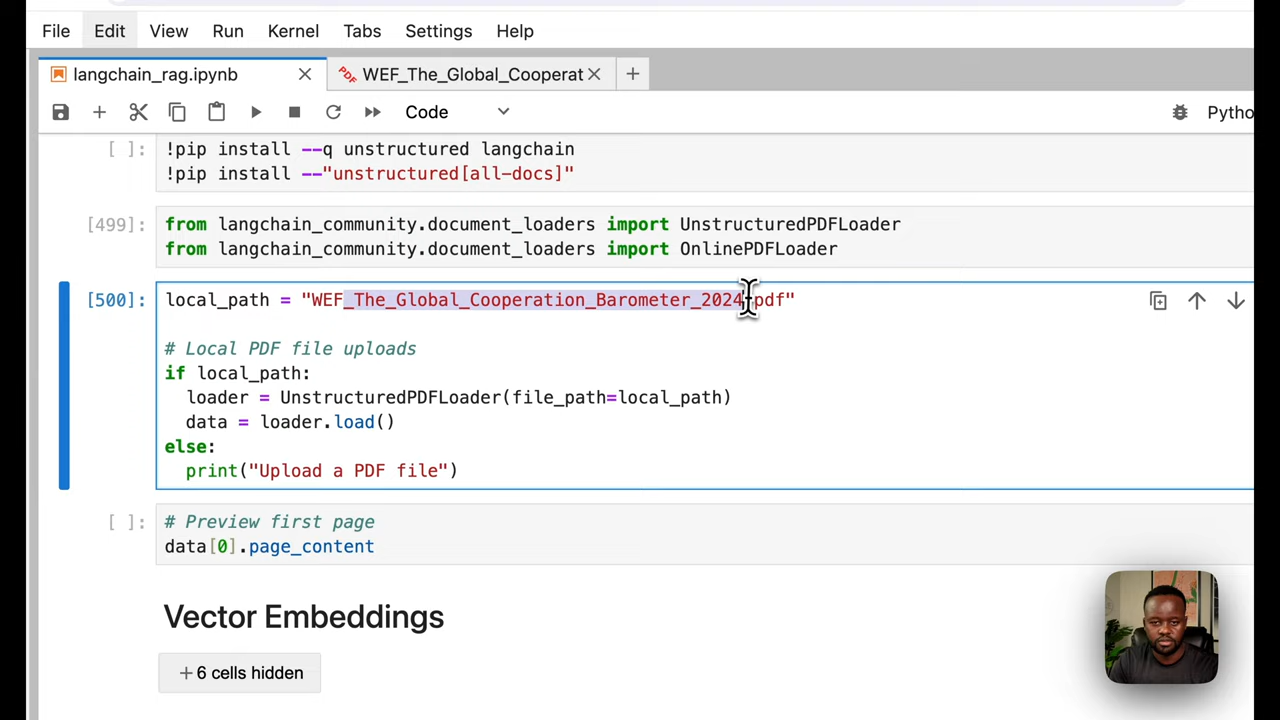 File Edit View Run Kernel Tabs Settings Help
langchain_rag.ipynb WEF_The_Global_Cooperat
Code Pytho
[ ]: !pip install --q unstructured langchain
!pip install --"unstructured[all-docs]"
[499]: from langchain_community.document_loaders import UnstructuredPDFLoader
from langchain_community.document_loaders import OnlinePDFLoader
[500]: local_path = "WEF_The_Global_Cooperation_Barometer_2024.pdf"
# Local PDF file uploads
if local_path:
loader = UnstructuredPDFLoader(file_path=local_path)
data = loader.load()
else:
print("Upload a PDF file")
[ ]: # Preview first page
data[0].page_content
Vector Embeddings
+ 6 cells hidden